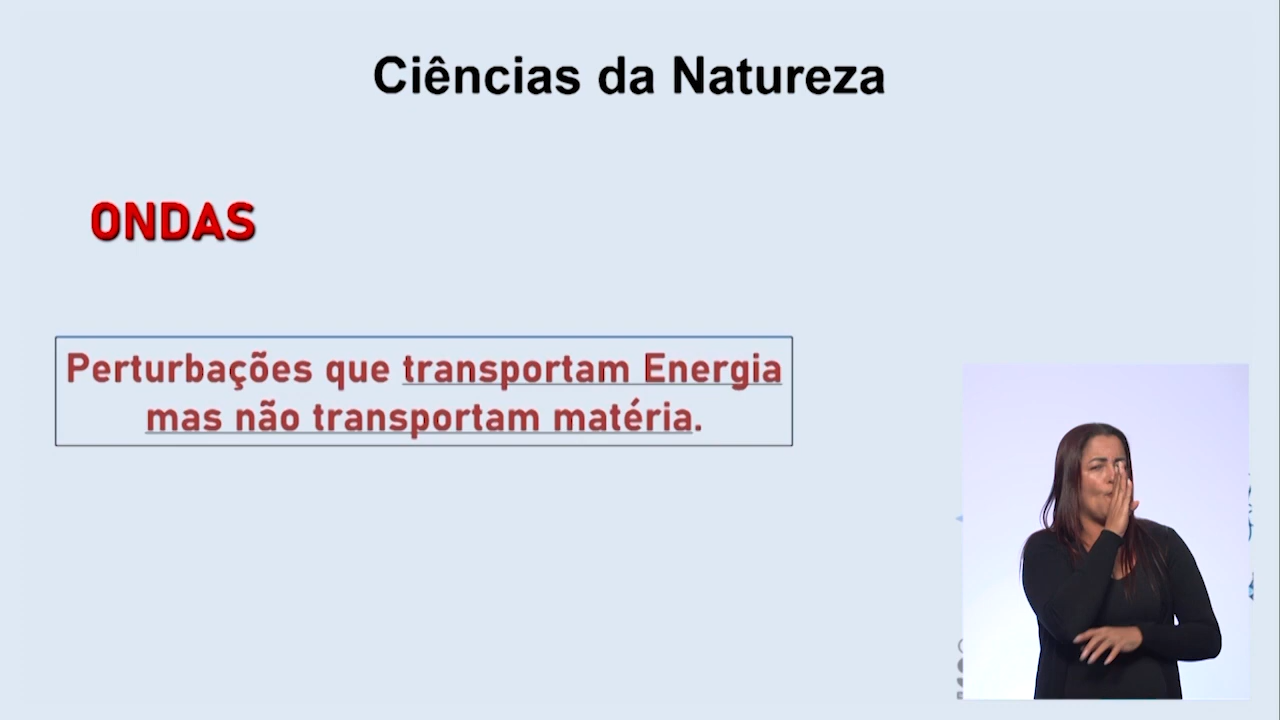 Ciências da Natureza
ONDAS
Perturbações que transportam Energia
mas não transportam matéria.